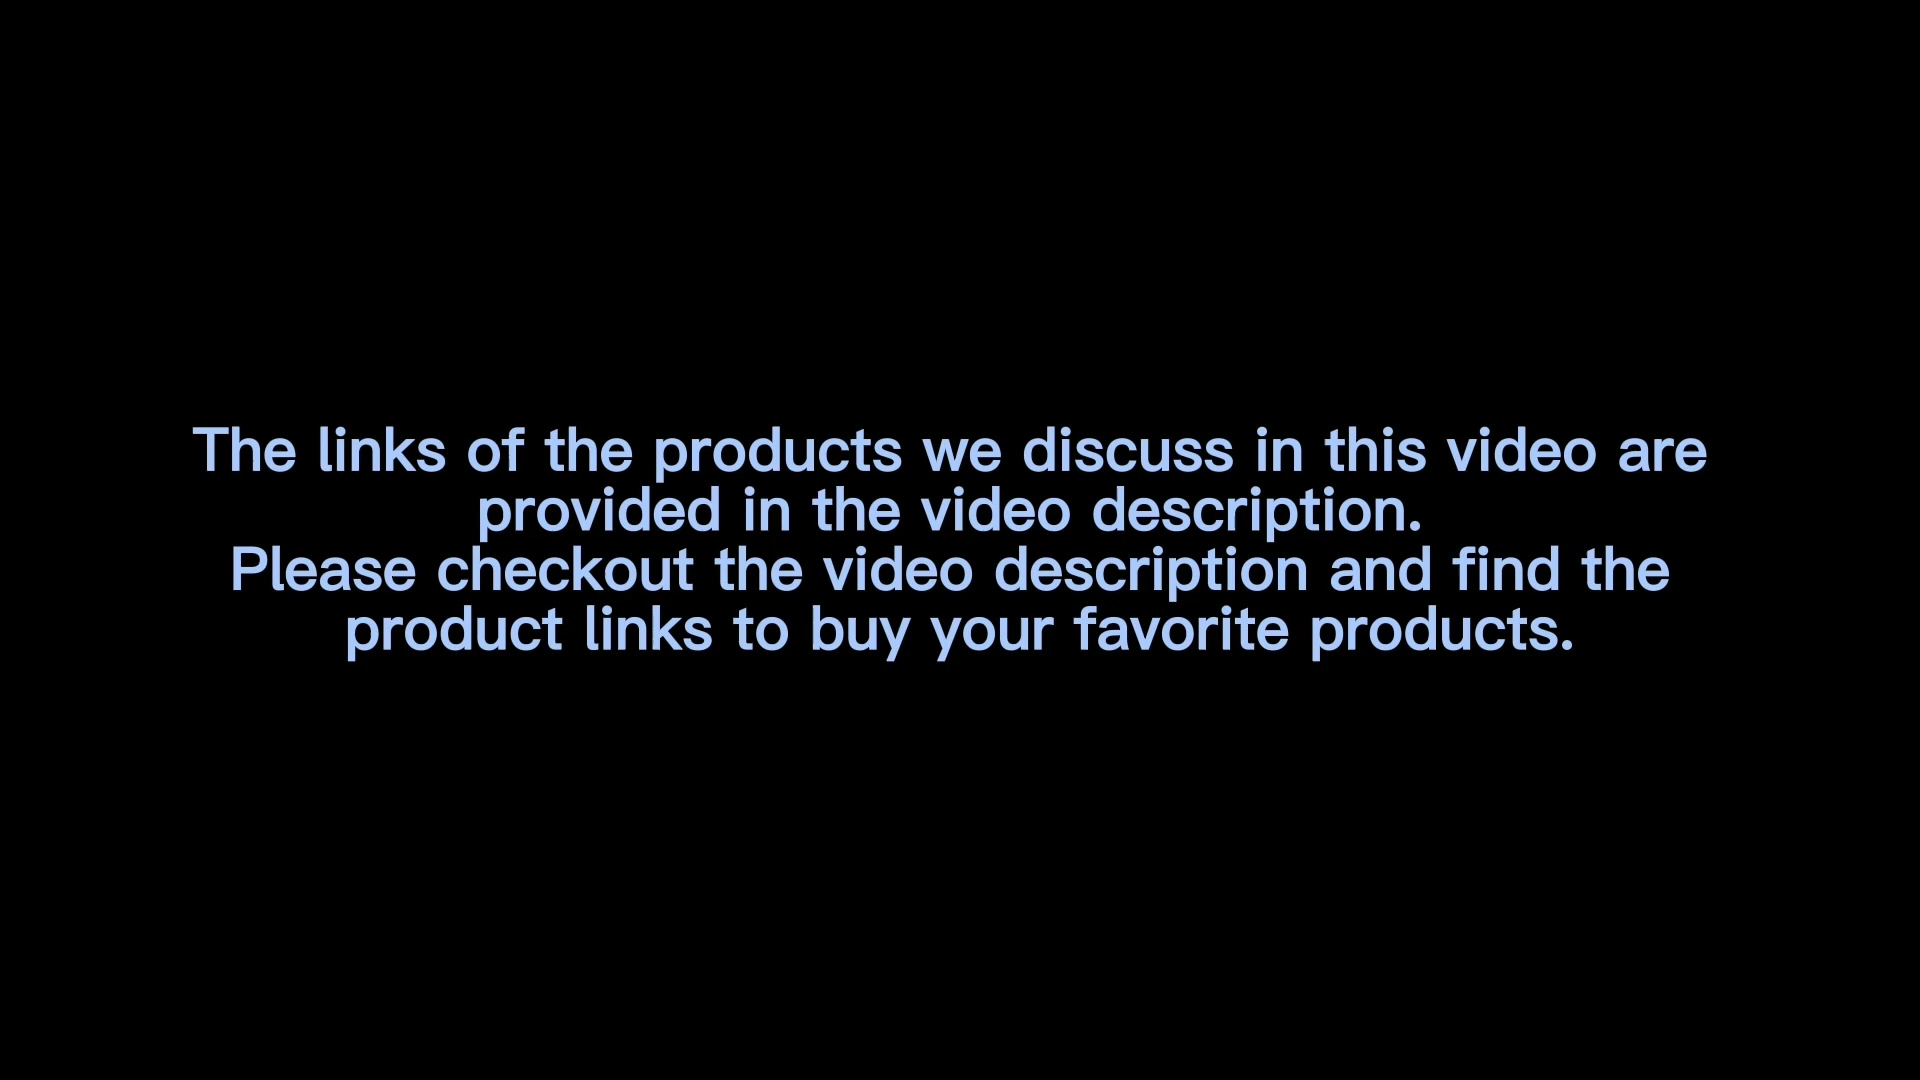 The links of the products we discuss in this video are
provided in the video description.
Please checkout the video description and find the
product links to buy your favorite products.